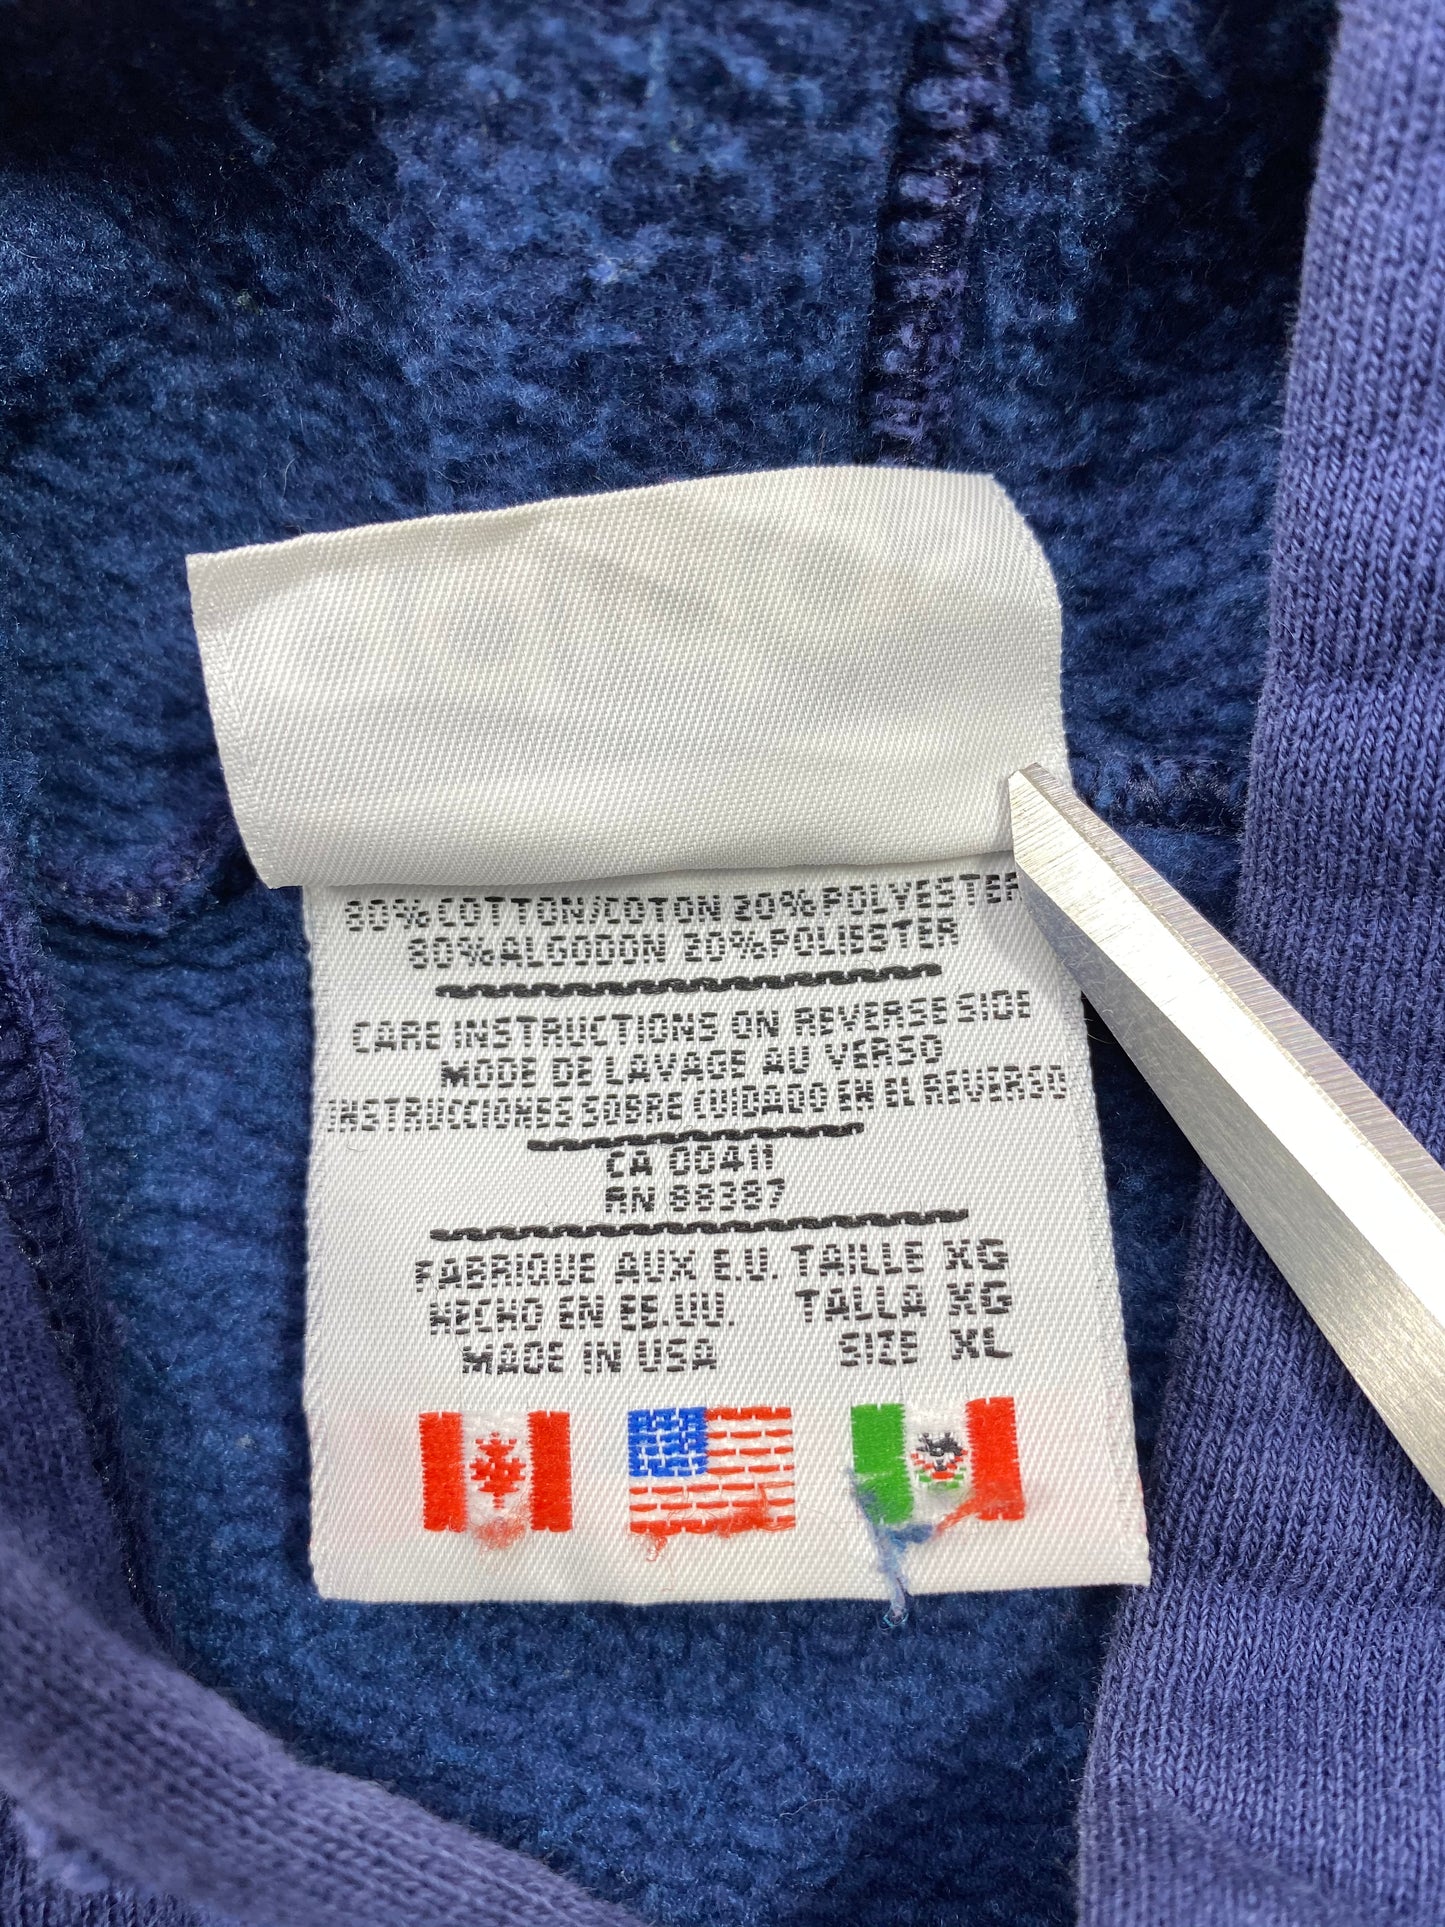 80% COTTON/COTON 20% POLYESTER
80% ALGODON 20% POLIESTER
CARE INSTRUCTIONS ON REVERSE SIDE
MODE DE LAVAGE AU VERSO
INSTRUCCIONES SOBRE CUIDADO EN EL REVERSO
CA 00411
RN 88387
FABRIQUE AUX E.U. TAILLE XG
HECHO EN EE.UU. TALLA XG
MADE IN USA SIZE XL